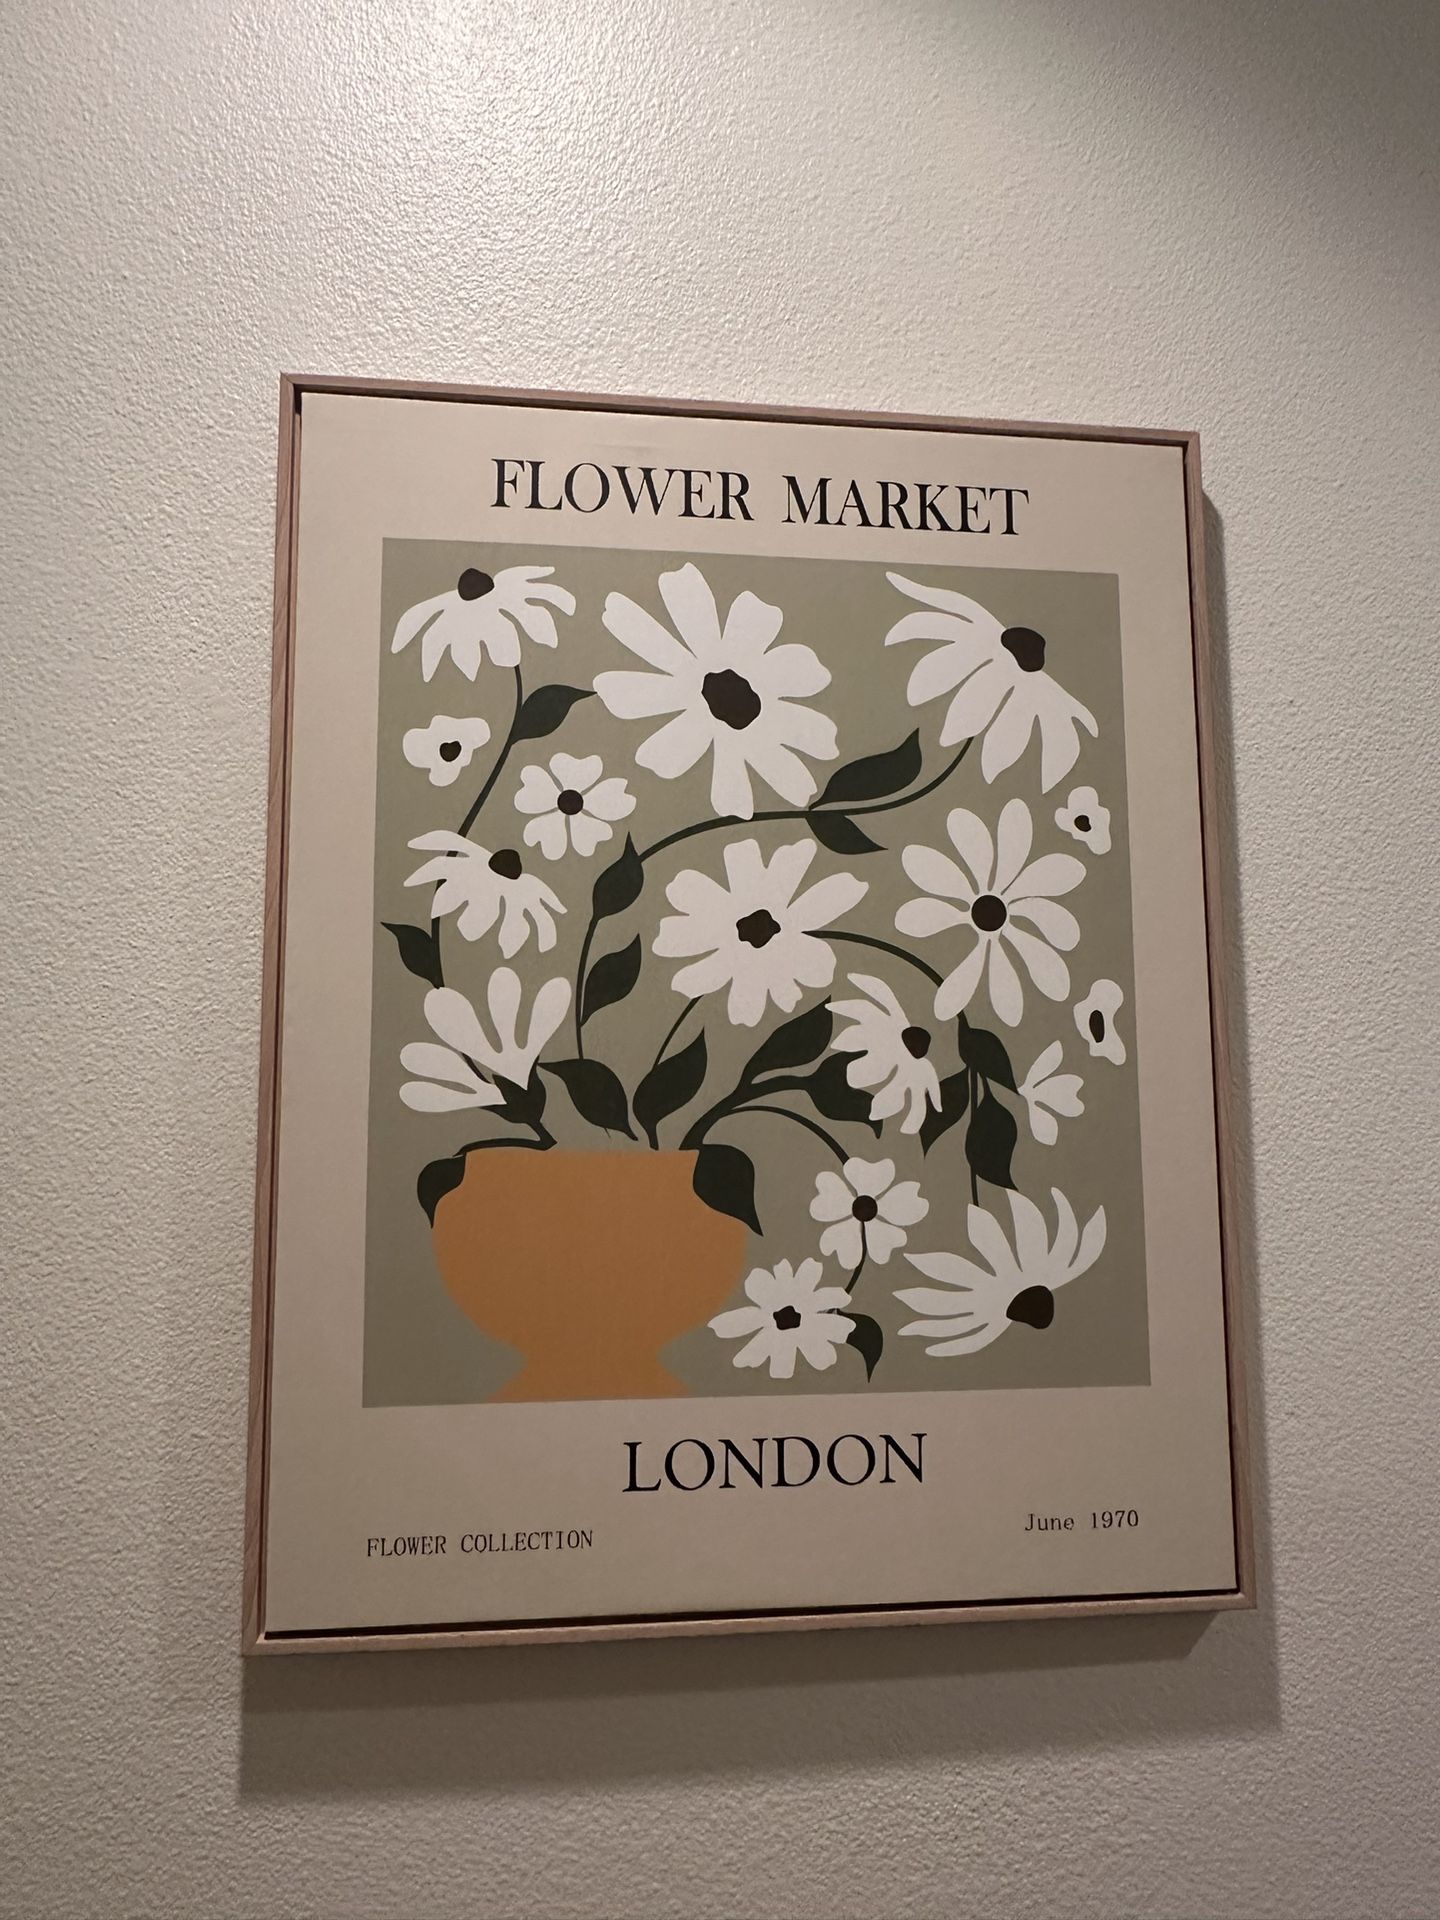 FLOWER MARKET
LONDON
FLOWER COLLECTION
June 1970